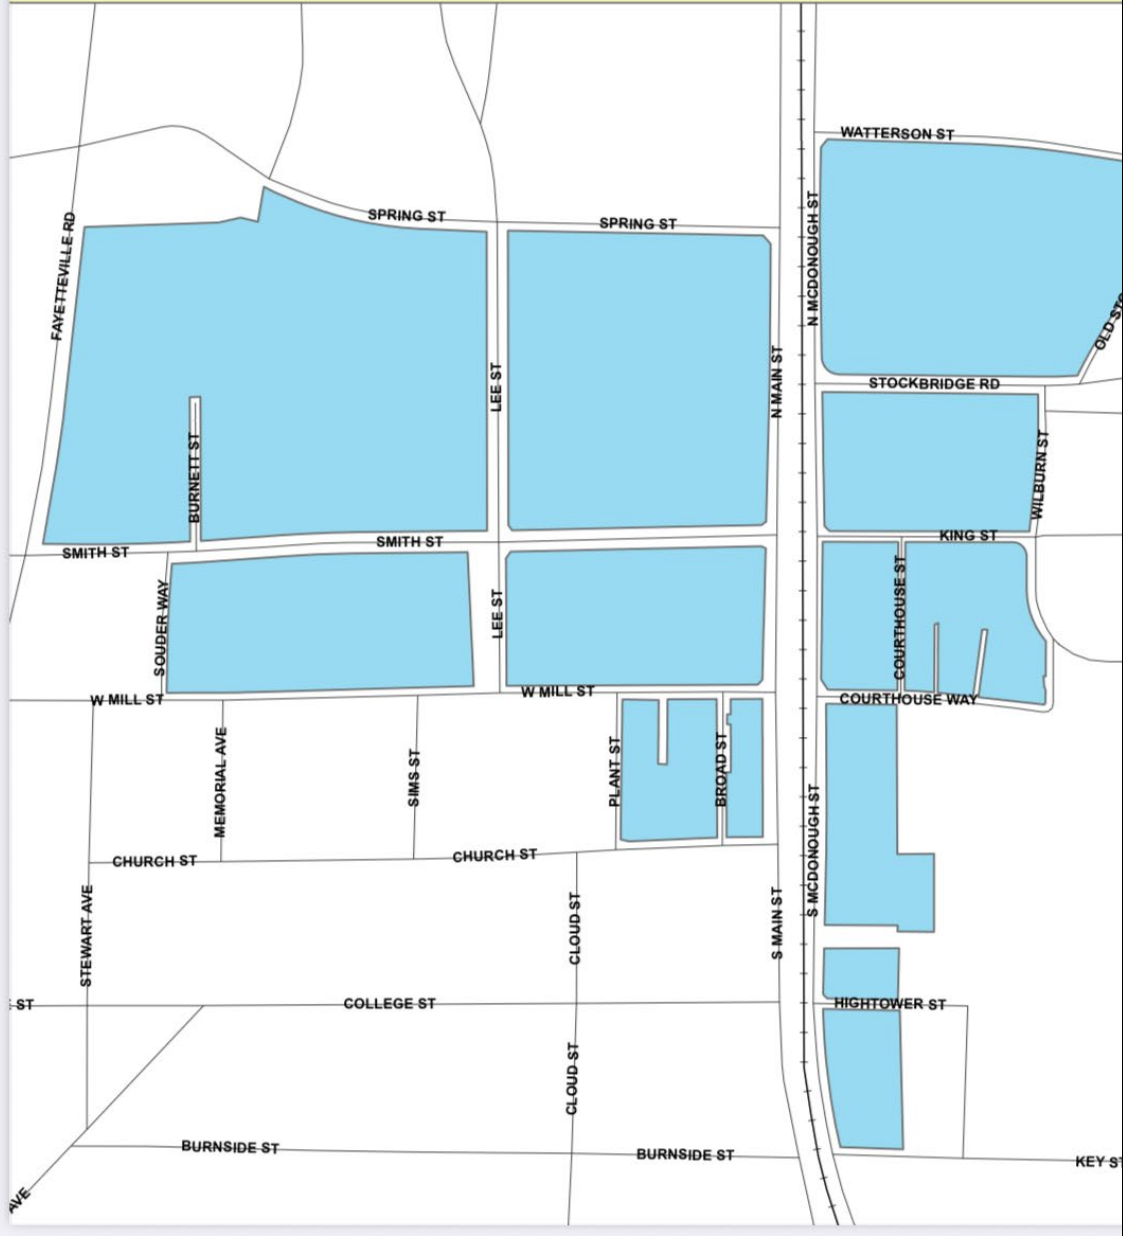 WATTERSON ST
SPRING ST
SPRING ST
FAYETTEVILLE RD
N MCDONOUGH ST
OLD
LEE ST
N MAIN ST
STOCKBRIDGE RD
BURNETT ST
WILBURN ST
SMITH ST
SMITH ST
KING ST
SOUDER WAY
LEE ST
COURTHOUSE ST
W MILL ST
W MILL ST
COURTHOUSE WAY
MEMORIAL AVE
SIMS ST
PLANT ST
BROAD ST
S MCDONOUGH ST
CHURCH ST
CHURCH ST
STEWART AVE
CLOUD ST
S MAIN ST
ST
COLLEGE ST
HIGHTOWER ST
CLOUD ST
BURNSIDE ST
BURNSIDE ST
KEY ST
AVE